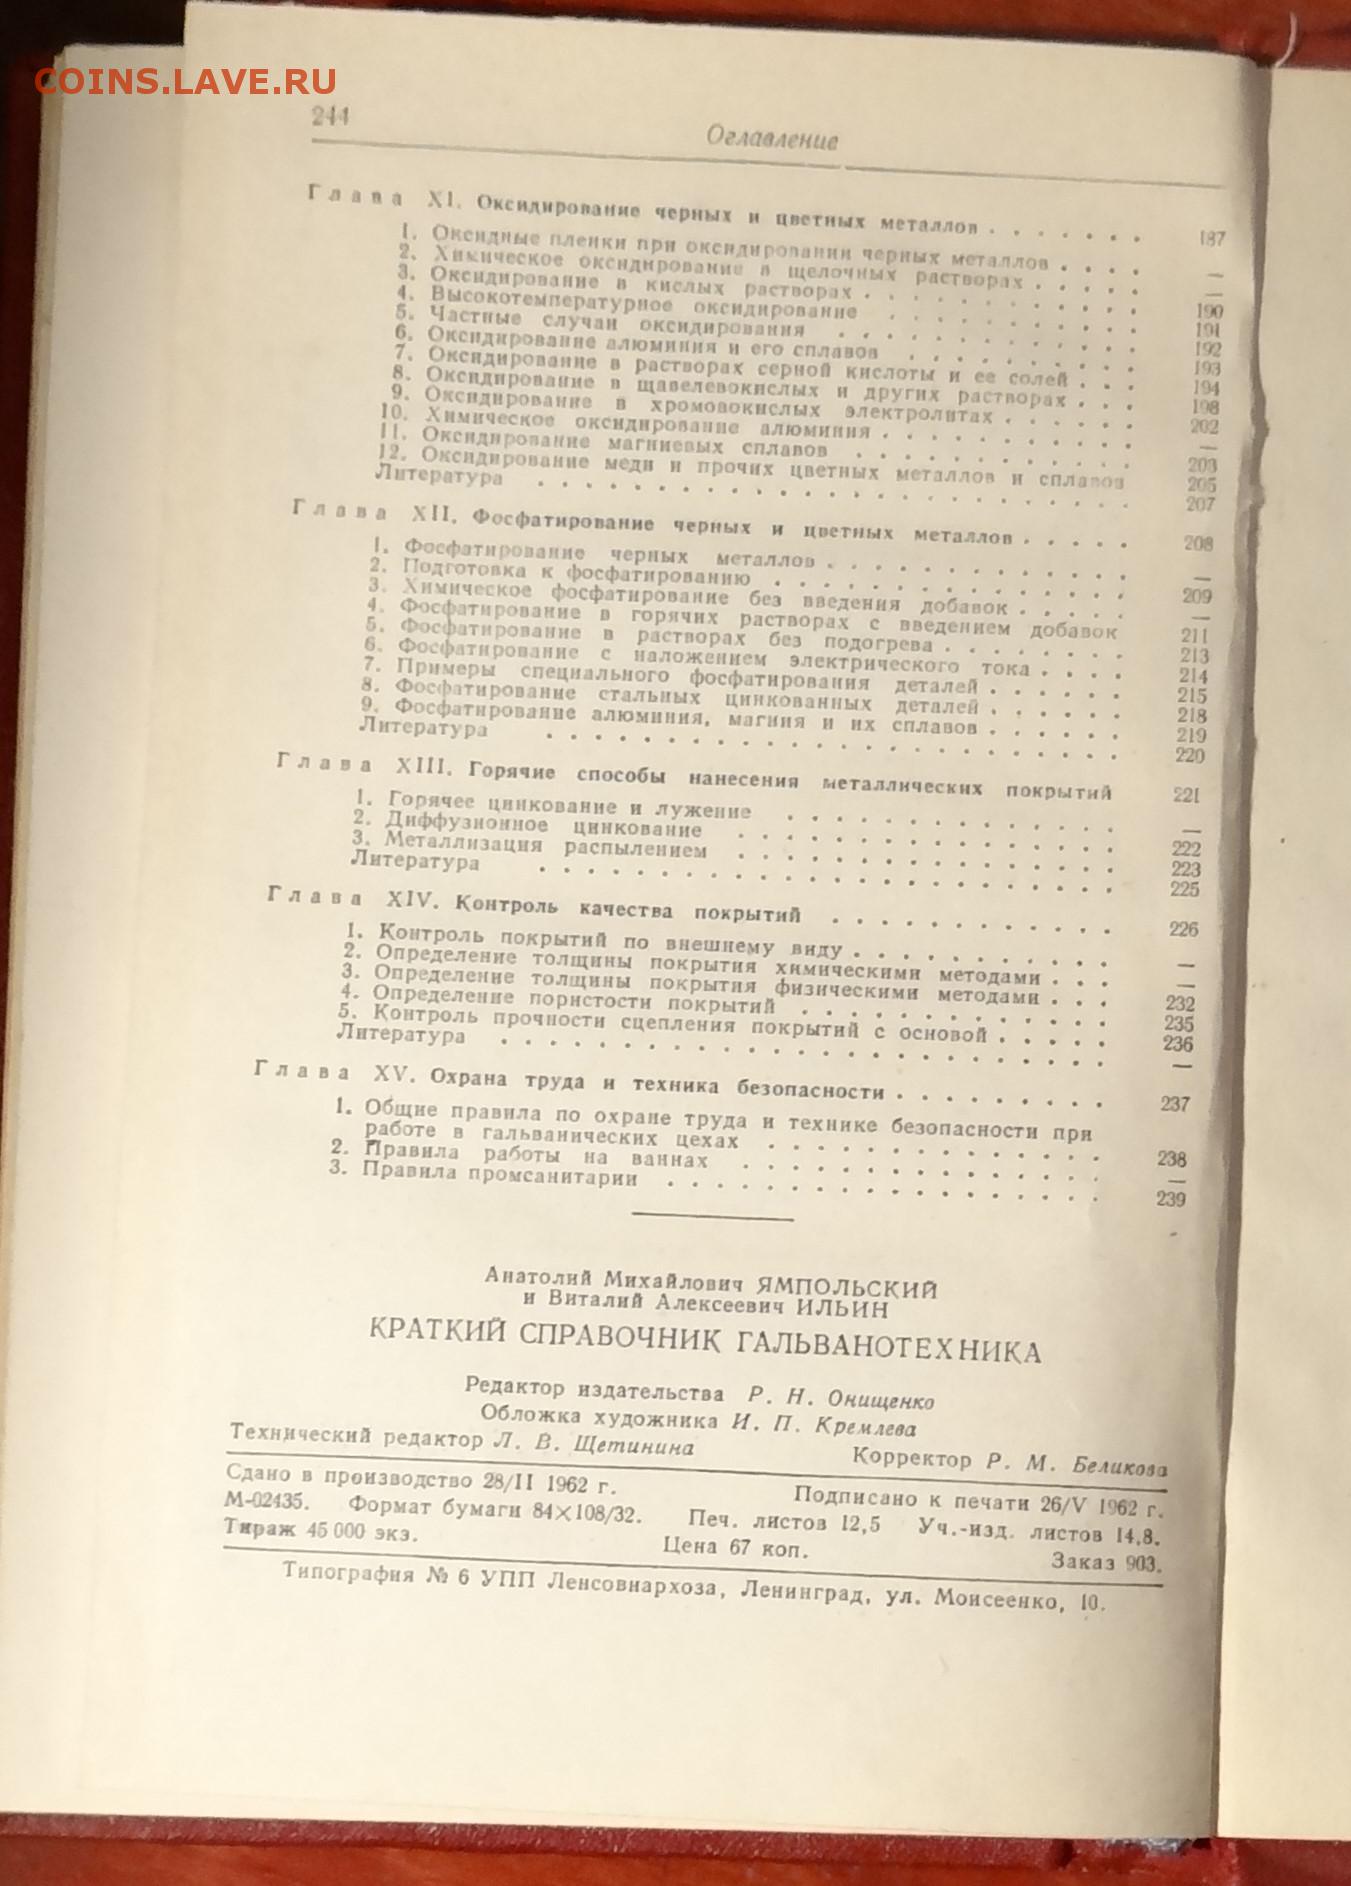 COINS.LAVE.RU
244
Оглавление
Глава XI. Оксидирование черных и цветных металлов . . . . . . . 187
1. Оксидные пленки при оксидировании черных металлов . . . . —
2. Химическое оксидирование в щелочных растворах . . . . . —
3. Оксидирование в кислых растворах . . . . . . . . . . . . 190
4. Высокотемпературное оксидирование . . . . . . . . . . . 191
5. Частные случаи оксидирования . . . . . . . . . . . . . 192
6. Оксидирование алюминия и его сплавов . . . . . . . . . . 193
7. Оксидирование в растворах серной кислоты и ее солей . . . 194
8. Оксидирование в щавелевокислых и других растворах . . . 198
9. Оксидирование в хромовокислых электролитах . . . . . . 202
10. Химическое оксидирование алюминия . . . . . . . . . . . —
11. Оксидирование магниевых сплавов . . . . . . . . . . . . 203
12. Оксидирование меди и прочих цветных металлов и сплавов 205
Литература . . . . . . . . . . . . . . . . . . . . . . . . . 207
Глава XII. Фосфатирование черных и цветных металлов . . . . . 208
1. Фосфатирование черных металлов . . . . . . . . . . . . . —
2. Подготовка к фосфатированию . . . . . . . . . . . . . . . 209
3. Химическое фосфатирование без введения добавок . . . . . —
4. Фосфатирование в горячих растворах с введением добавок 211
5. Фосфатирование в растворах без подогрева . . . . . . . . 213
6. Фосфатирование с наложением электрического тока . . . . 214
7. Примеры специального фосфатирования деталей . . . . . . 215
8. Фосфатирование стальных цинкованных деталей . . . . . . 218
9. Фосфатирование алюминия, магния и их сплавов . . . . . . 219
Литература . . . . . . . . . . . . . . . . . . . . . . . . 220
Глава XIII. Горячие способы нанесения металлических покрытий 221
1. Горячее цинкование и лужение . . . . . . . . . . . . . . —
2. Диффузионное цинкование . . . . . . . . . . . . . . . . 222
3. Металлизация распылением . . . . . . . . . . . . . . . . 223
Литература . . . . . . . . . . . . . . . . . . . . . . . . 225
Глава XIV. Контроль качества покрытий . . . . . . . . . . . . 226
1. Контроль покрытий по внешнему виду . . . . . . . . . . . —
2. Определение толщины покрытия химическими методами . . . —
3. Определение толщины покрытия физическими методами . . . 232
4. Определение пористости покрытий . . . . . . . . . . . . . 235
5. Контроль прочности сцепления покрытий с основой . . . . . 236
Литература . . . . . . . . . . . . . . . . . . . . . . . . . —
Глава XV. Охрана труда и техника безопасности . . . . . . . . . 237
1. Общие правила по охране труда и технике безопасности при
работе в гальванических цехах . . . . . . . . . . . . . . 238
2. Правила работы на ваннах . . . . . . . . . . . . . . . —
3. Правила промсанитарии . . . . . . . . . . . . . . . . . . 239
Анатолий Михайлович ЯМПОЛЬСКИЙ
и Виталий Алексеевич ИЛЬИН
КРАТКИЙ СПРАВОЧНИК ГАЛЬВАНОТЕХНИКА
Редактор издательства Р. Н. Онищенко
Обложка художника И. П. Кремлева
Технический редактор Л. В. Щетинина Корректор Р. М. Беликова
Сдано в производство 28/II 1962 г. Подписано к печати 26/V 1962 г.
М-02435. Формат бумаги 84×108/32. Печ. листов 12,5 Уч.-изд. листов 14,8.
Тираж 45 000 экз. Цена 67 коп. Заказ 903.
Типография № 6 УПП Ленсовнархоза, Ленинград, ул. Моисеенко, 10.